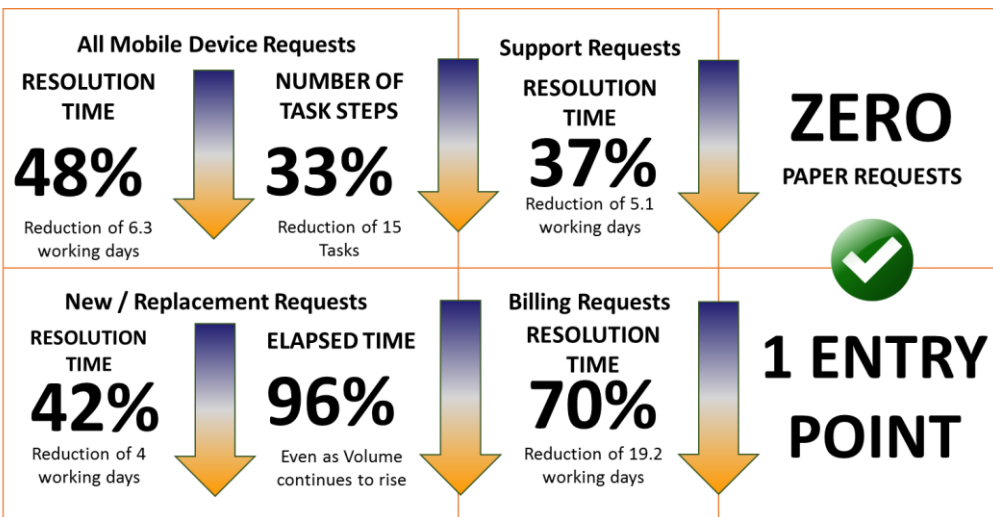 All Mobile Device Requests
RESOLUTION
TIME
48%
Reduction of 6.3
working days
NUMBER OF
TASK STEPS
33%
Reduction of 15
Tasks
Support Requests
RESOLUTION
TIME
37%
Reduction of 5.1
working days
ZERO
PAPER REQUESTS
New / Replacement Requests
RESOLUTION
TIME
42%
Reduction of 4
working days
ELAPSED TIME
96%
Even as Volume
continues to rise
Billing Requests
RESOLUTION
TIME
70%
Reduction of 19.2
working days
1 ENTRY
POINT